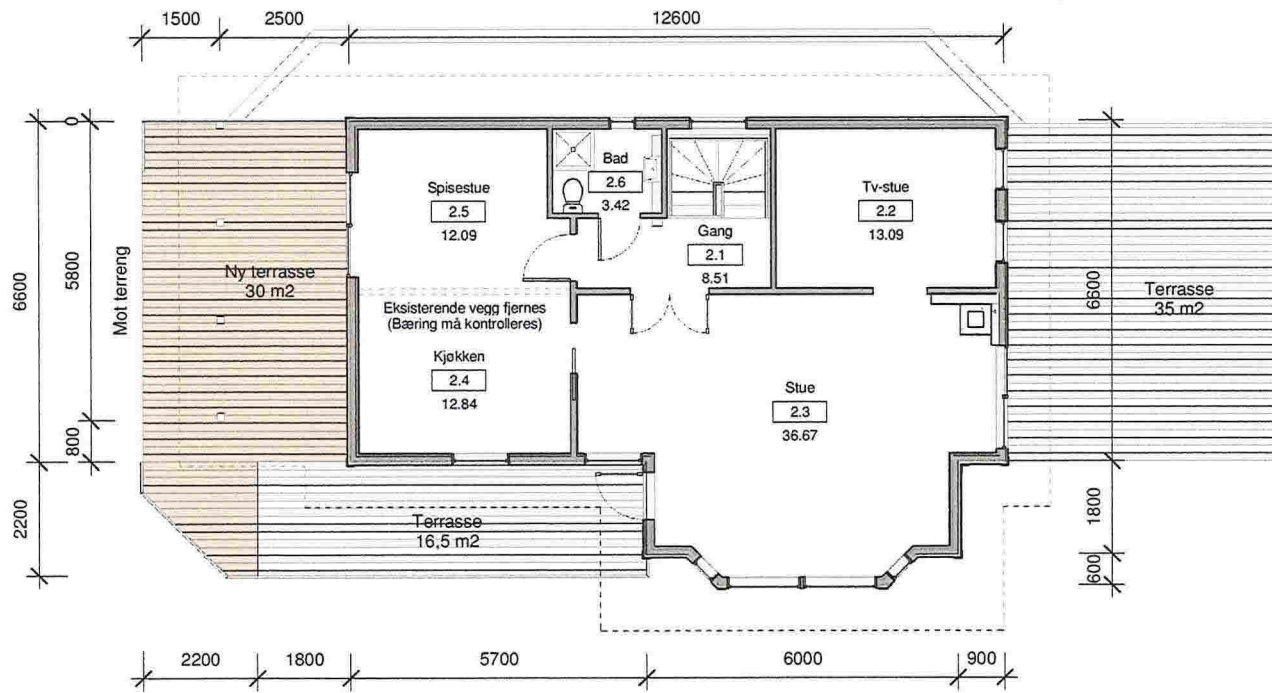 1500
2500
12600
0
6600
5800
800
2200
Mot terreng
Ny terrasse
30 m2
Spisestue
2.5
12.09
Bad
2.6
3.42
Gang
2.1
8.51
Tv-stue
2.2
13.09
Eksisterende vegg fjernes
(Bæring må kontrolleres)
Kjøkken
2.4
12.84
Stue
2.3
36.67
6600
Terrasse
35 m2
Terrasse
16,5 m2
1800
600
2200
1800
5700
6000
900